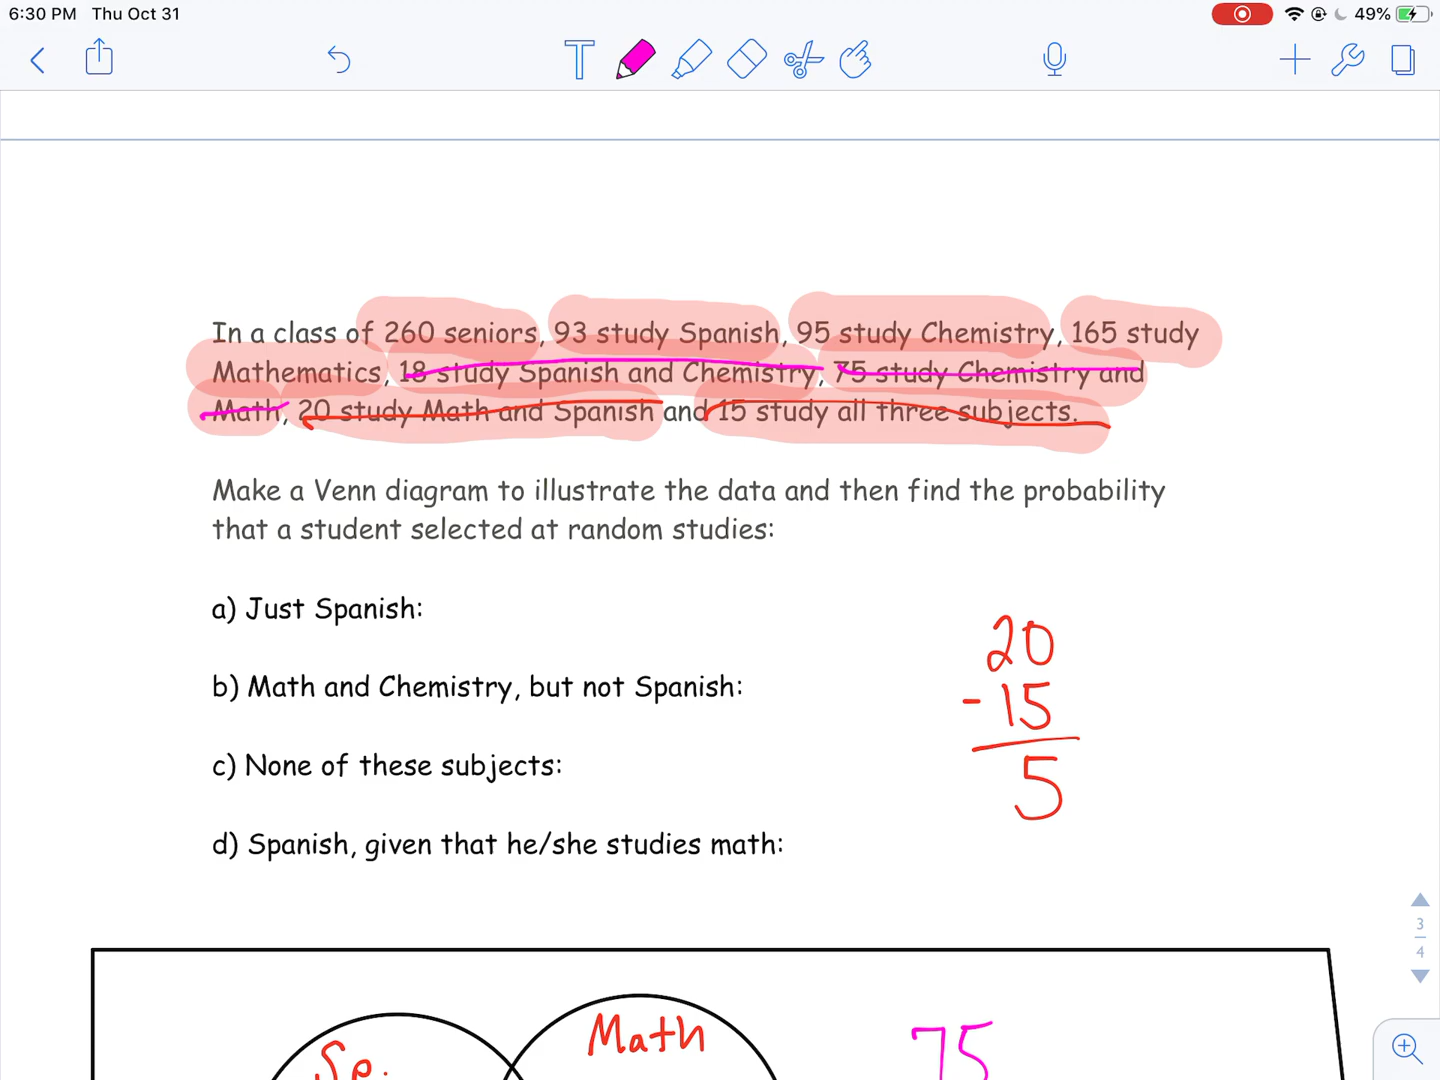 6:30 PM Thu Oct 31
49%
T
In a class of 260 seniors, 93 study Spanish, 95 study Chemistry, 165 study
Mathematics, 18 study Spanish and Chemistry, 75 study Chemistry and
Math, 20 study Math and Spanish and 15 study all three subjects.
Make a Venn diagram to illustrate the data and then find the probability
that a student selected at random studies:
a) Just Spanish:
b) Math and Chemistry, but not Spanish:
c) None of these subjects:
d) Spanish, given that he/she studies math:
20
-15
5
3
4
Math
Sp.
75